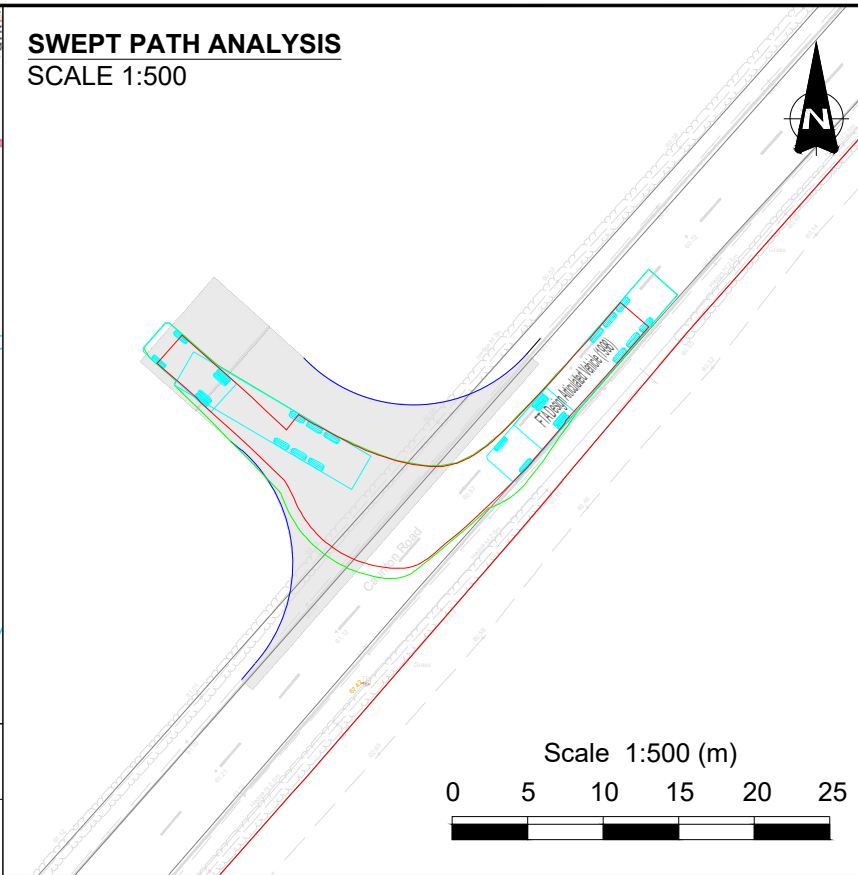 SWEPT PATH ANALYSIS
SCALE 1:500
N
FTA Design Articulated Vehicle (1998)
Caunton Road
Scale 1:500 (m)
0 5 10 15 20 25